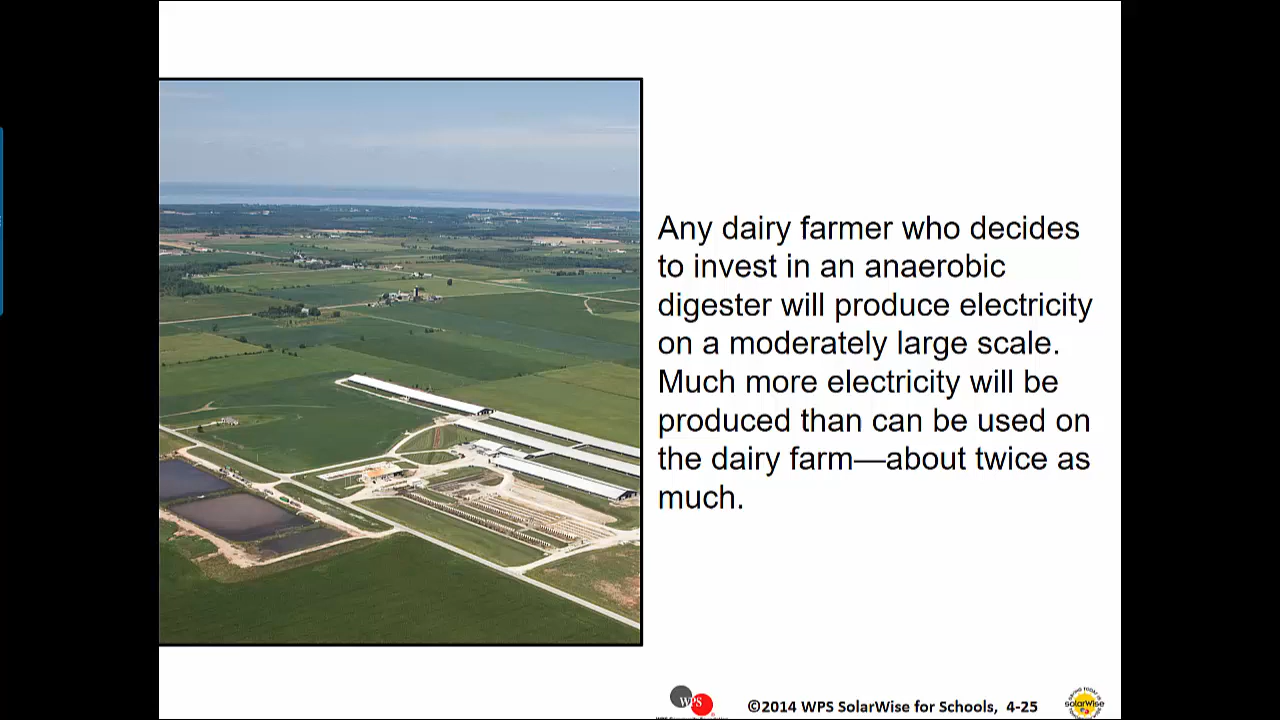 Any dairy farmer who decides
to invest in an anaerobic
digester will produce electricity
on a moderately large scale.
Much more electricity will be
produced than can be used on
the dairy farm—about twice as
much.
WPS
©2014 WPS SolarWise for Schools, 4-25
solarwise